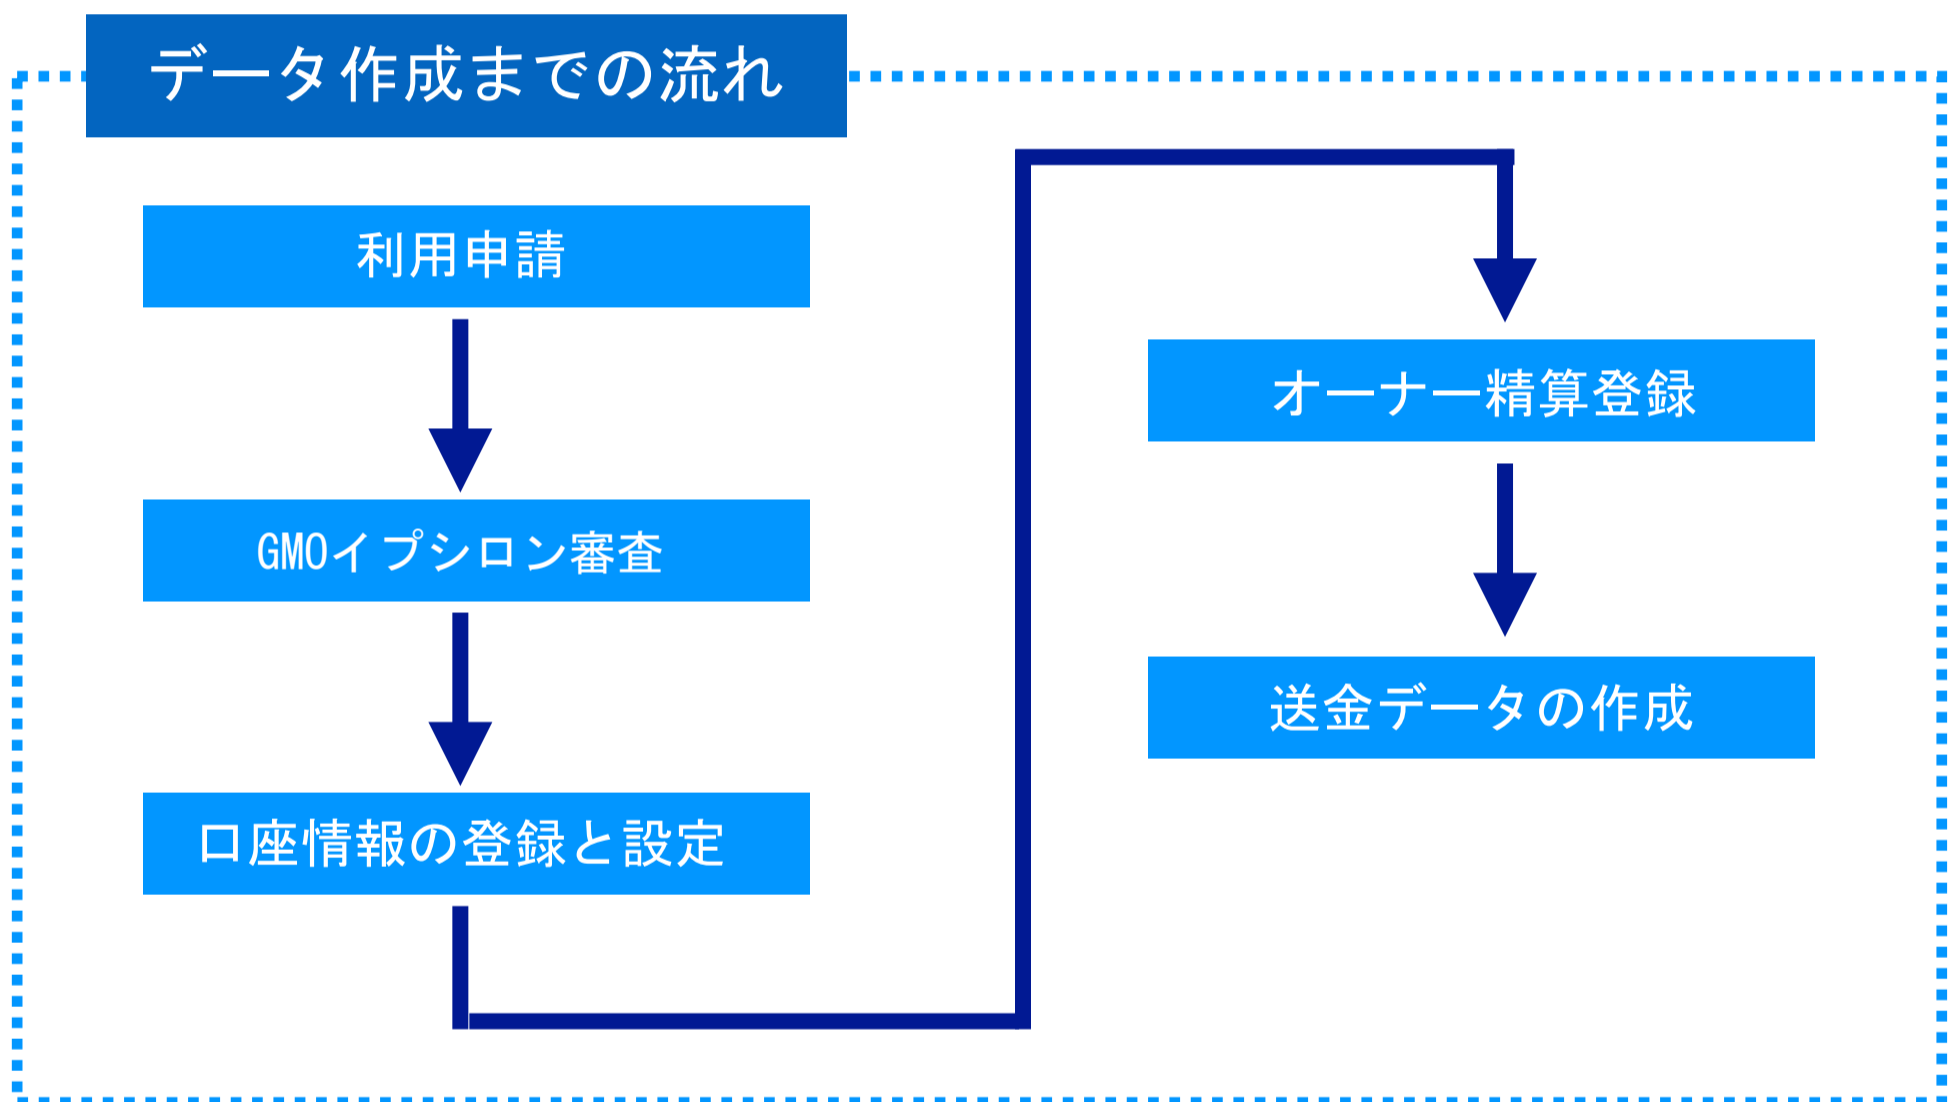 データ作成までの流れ
利用申請
GMOイプシロン審査
口座情報の登録と設定
オーナー精算登録
送金データの作成